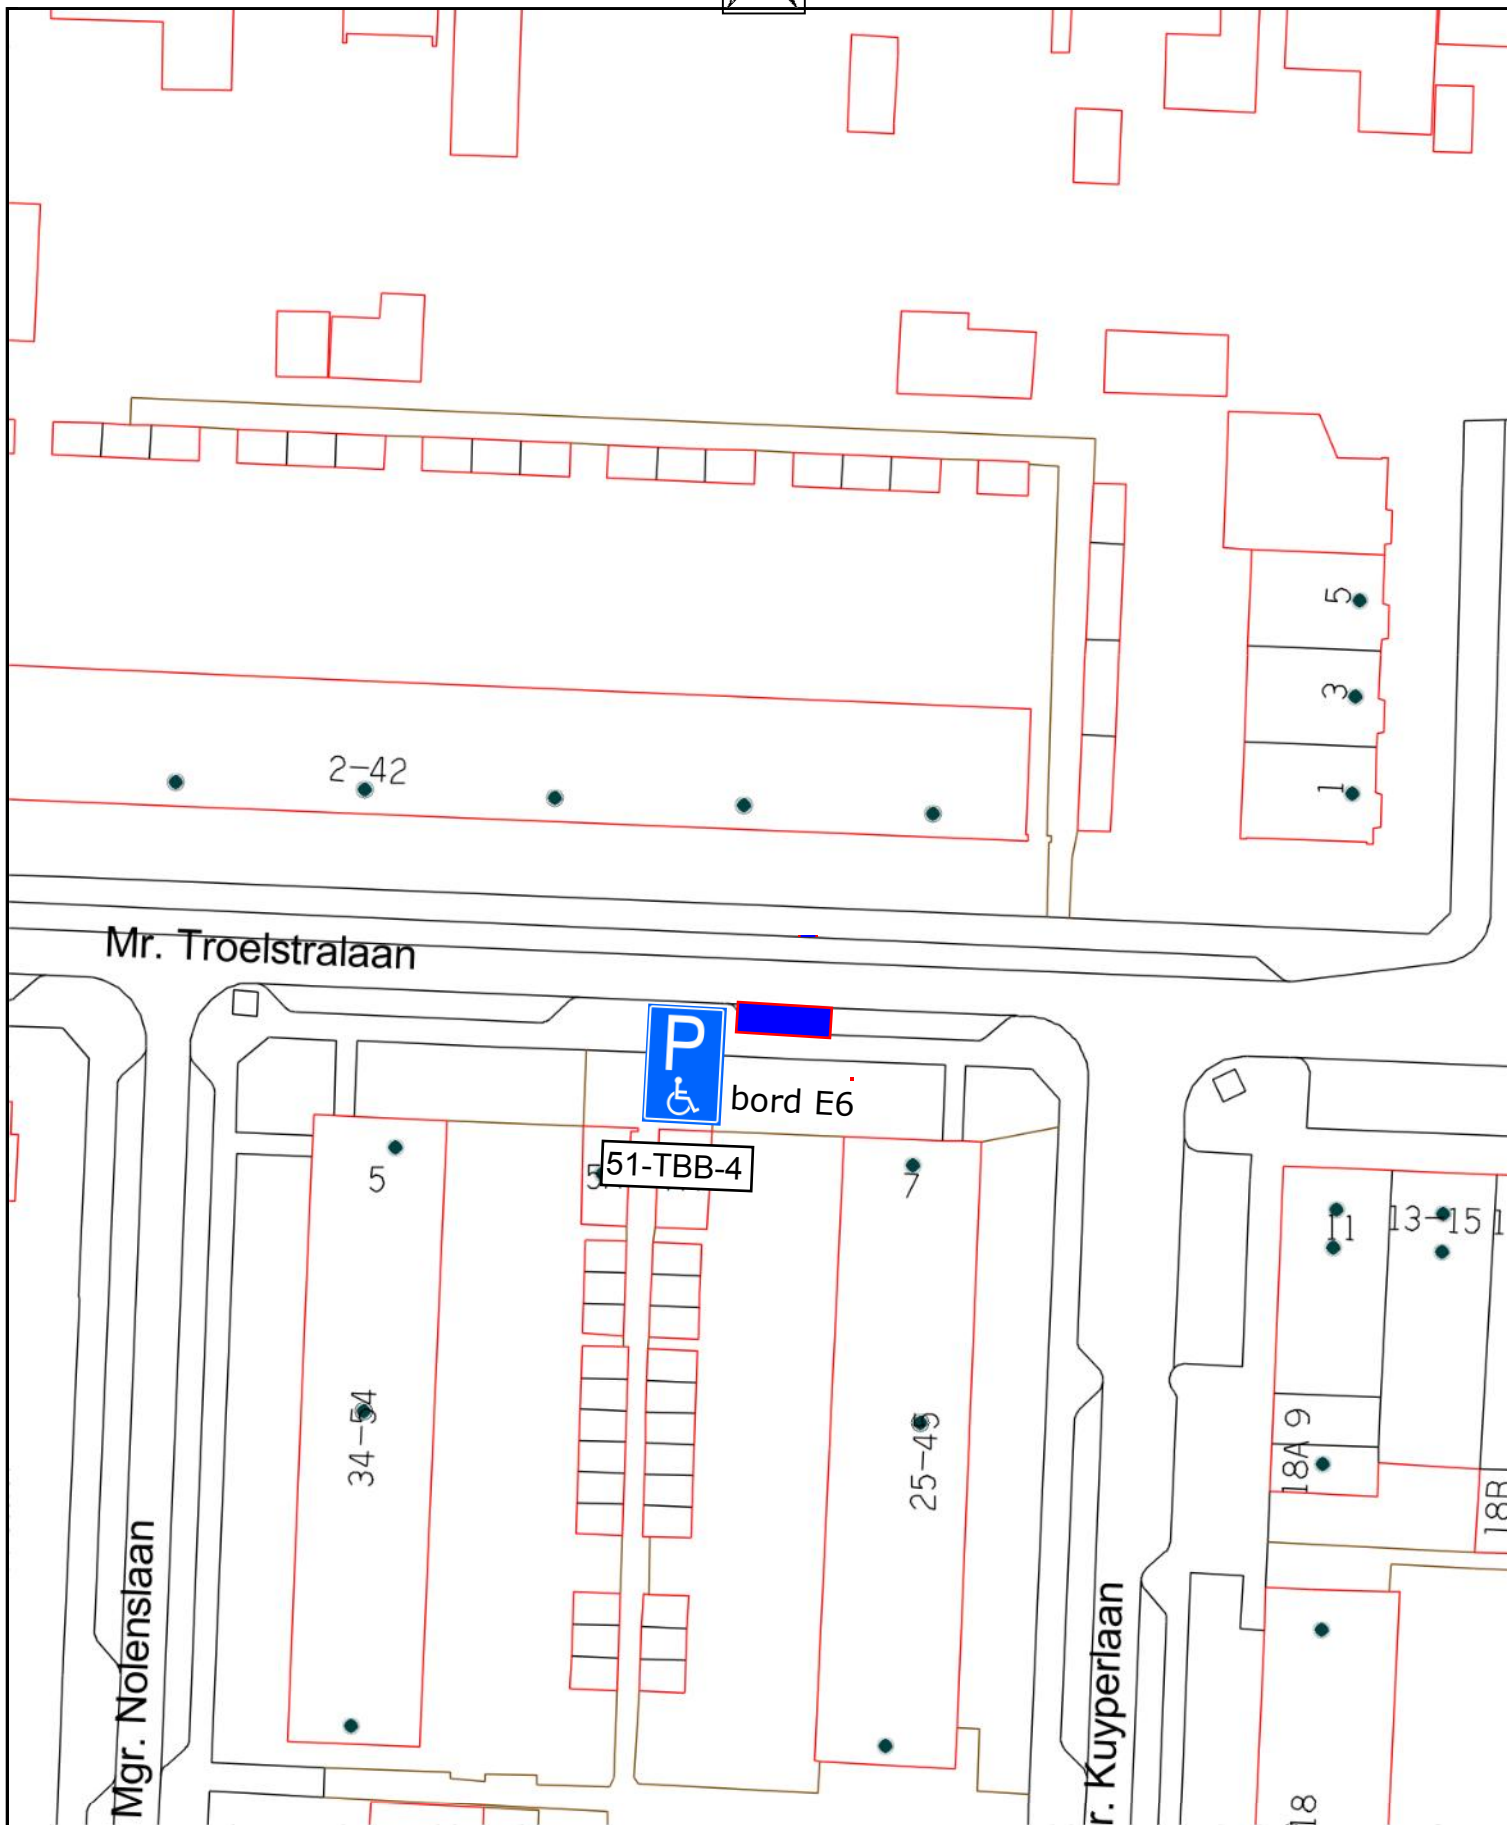 5
3
1
2-42
Mr. Troelstralaan
P
bord E6
51-TBB-4
5
7
11
13-15
34-54
25-49
9
18A
18B
Mgr. Nolenslaan
r. Kuyperlaan
18